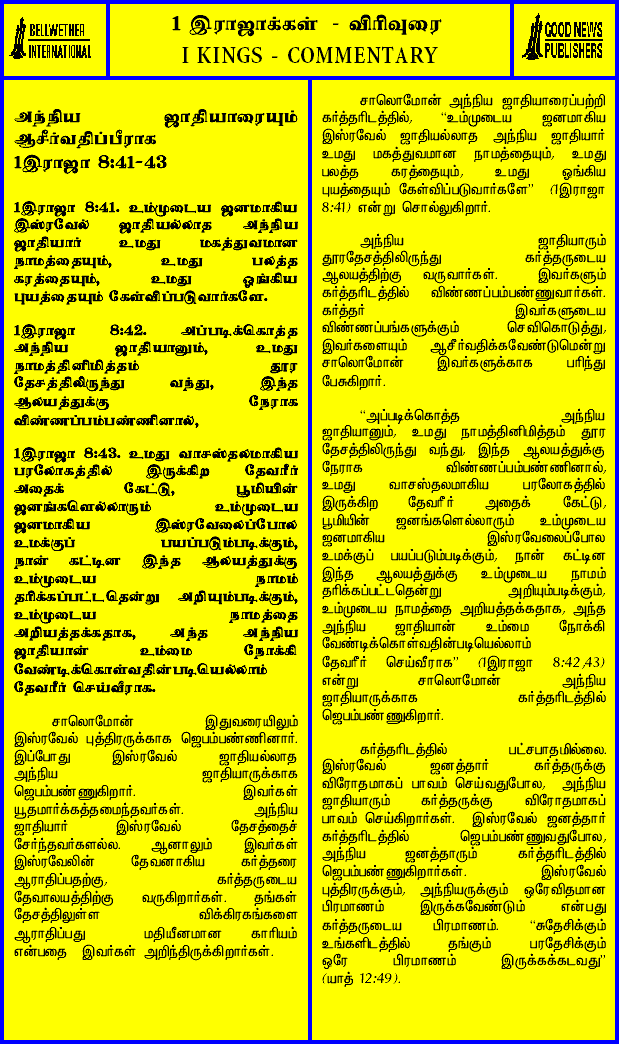 BELLWETHER
INTERNATIONAL
1 இராஜாக்கள் - விரிவுரை
I KINGS - COMMENTARY
GOOD NEWS
PUBLISHERS
அந்நிய ஜாதியாரையும்
ஆசீர்வதிப்பீராக
1இராஜா 8:41-43
1இராஜா 8:41. உம்முடைய ஜனமாகிய
இஸ்ரவேல் ஜாதியல்லாத அந்நிய
ஜாதியார் உமது மகத்துவமான
நாமத்தையும், உமது பலத்த
கரத்தையும், உமது ஓங்கிய
புயத்தையும் கேள்விப்படுவார்களே.
1இராஜா 8:42. அப்படிக்கொத்த
அந்நிய ஜாதியானும், உமது
நாமத்தினிமித்தம் தூர
தேசத்திலிருந்து வந்து, இந்த
ஆலயத்துக்கு நேராக
விண்ணப்பம்பண்ணினால்,
1இராஜா 8:43. உமது வாசஸ்தலமாகிய
பரலோகத்தில் இருக்கிற தேவரீர்
அதைக் கேட்டு, பூமியின்
ஜனங்களெல்லாரும் உம்முடைய
ஜனமாகிய இஸ்ரவேலைப்போல
உமக்குப் பயப்படும்படிக்கும்,
நான் கட்டின இந்த ஆலயத்துக்கு
உம்முடைய நாமம்
தரிக்கப்பட்டதென்று அறியும்படிக்கும்,
உம்முடைய நாமத்தை
அறியத்தக்கதாக, அந்த அந்நிய
ஜாதியான் உம்மை நோக்கி
வேண்டிக்கொள்வதின்படியெல்லாம்
தேவரீர் செய்வீராக.
சாலொமோன் இதுவரையிலும்
இஸ்ரவேல் புத்திரருக்காக ஜெபம்பண்ணினார்.
இப்போது இஸ்ரவேல் ஜாதியல்லாத
அந்நிய ஜாதியாருக்காக
ஜெபம்பண்ணுகிறார். இவர்கள்
யூதமார்க்கத்தமைந்தவர்கள். அந்நிய
ஜாதியார் இஸ்ரவேல் தேசத்தைச்
சேர்ந்தவர்களல்ல. ஆனாலும் இவர்கள்
இஸ்ரவேலின் தேவனாகிய கர்த்தரை
ஆராதிப்பதற்கு, கர்த்தருடைய
தேவாலயத்திற்கு வருகிறார்கள். தங்கள்
தேசத்திலுள்ள விக்கிரகங்களை
ஆராதிப்பது மதியீனமான காரியம்
என்பதை இவர்கள் அறிந்திருக்கிறார்கள்.
சாலொமோன் அந்நிய ஜாதியாரைப்பற்றி
கர்த்தரிடத்தில், "உம்முடைய ஜனமாகிய
இஸ்ரவேல் ஜாதியல்லாத அந்நிய ஜாதியார்
உமது மகத்துவமான நாமத்தையும், உமது
பலத்த கரத்தையும், உமது ஓங்கிய
புயத்தையும் கேள்விப்படுவார்களே" (1இராஜா
8:41) என்று சொல்லுகிறார்.
அந்நிய ஜாதியாரும்
தூரதேசத்திலிருந்து கர்த்தருடைய
ஆலயத்திற்கு வருவார்கள். இவர்களும்
கர்த்தரிடத்தில் விண்ணப்பம்பண்ணுவார்கள்.
கர்த்தர் இவர்களுடைய
விண்ணப்பங்களுக்கும் செவிகொடுத்து,
இவர்களையும் ஆசீர்வதிக்கவேண்டுமென்று
சாலொமோன் இவர்களுக்காக பரிந்து
பேசுகிறார்.
"அப்படிக்கொத்த அந்நிய
ஜாதியானும், உமது நாமத்தினிமித்தம் தூர
தேசத்திலிருந்து வந்து, இந்த ஆலயத்துக்கு
நேராக விண்ணப்பம்பண்ணினால்,
உமது வாசஸ்தலமாகிய பரலோகத்தில்
இருக்கிற தேவரீர் அதைக் கேட்டு,
பூமியின் ஜனங்களெல்லாரும் உம்முடைய
ஜனமாகிய இஸ்ரவேலைப்போல
உமக்குப் பயப்படும்படிக்கும், நான் கட்டின
இந்த ஆலயத்துக்கு உம்முடைய நாமம்
தரிக்கப்பட்டதென்று அறியும்படிக்கும்,
உம்முடைய நாமத்தை அறியத்தக்கதாக, அந்த
அந்நிய ஜாதியான் உம்மை நோக்கி
வேண்டிக்கொள்வதின்படியெல்லாம்
தேவரீர் செய்வீராக" (1இராஜா 8:42,43)
என்று சாலொமோன் அந்நிய
ஜாதியாருக்காக கர்த்தரிடத்தில்
ஜெபம்பண்ணுகிறார்.
கர்த்தரிடத்தில் பட்சபாதமில்லை.
இஸ்ரவேல் ஜனத்தார் கர்த்தருக்கு
விரோதமாகப் பாவம் செய்வதுபோல, அந்நிய
ஜாதியாரும் கர்த்தருக்கு விரோதமாகப்
பாவம் செய்கிறார்கள். இஸ்ரவேல் ஜனத்தார்
கர்த்தரிடத்தில் ஜெபம்பண்ணுவதுபோல,
அந்நிய ஜனத்தாரும் கர்த்தரிடத்தில்
ஜெபம்பண்ணுகிறார்கள். இஸ்ரவேல்
புத்திரருக்கும், அந்நியருக்கும் ஒரேவிதமான
பிரமாணம் இருக்கவேண்டும் என்பது
கர்த்தருடைய பிரமாணம். "சுதேசிக்கும்
உங்களிடத்தில் தங்கும் பரதேசிக்கும்
ஒரே பிரமாணம் இருக்கக்கடவது"
(யாத் 12:49).